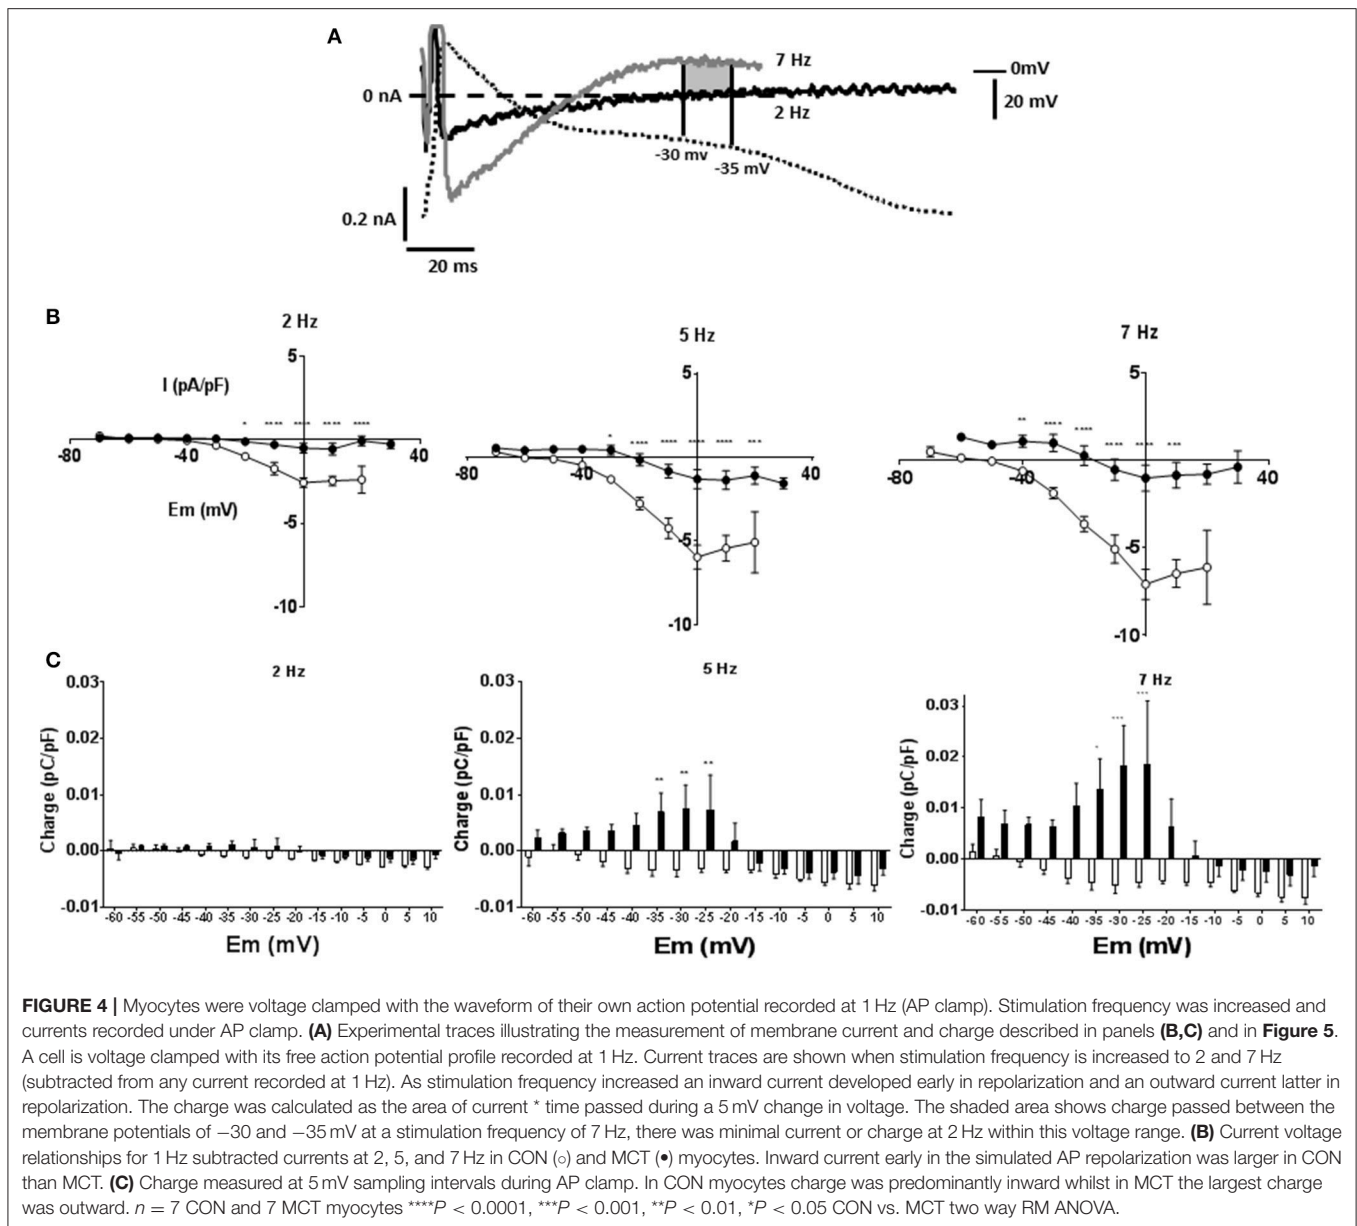 A
7 Hz
0mV
0 nA
20 mV
2 Hz
-30 mv
-35 mV
0.2 nA
20 ms
B
2 Hz
5 Hz
7 Hz
5
5
5
I (pA/pF)
* **** **** **** ****
-80 -40 40
-80 -40 40
-80 -40 40
Em (mV)
-5
-5
-5
-10
-10
-10
C
2 Hz
5 Hz
7 Hz
0.03
0.02
0.01
0.00
-0.01
Charge (pC/pF)
-60 -55 -50 -45 -40 -35 -30 -25 -20 -15 -10 -5 0 5 10
Em (mV)
0.03
0.02
0.01
0.00
-0.01
Charge (pC/pF)
** ** **
-60 -55 -50 -45 -40 -35 -30 -25 -20 -15 -10 -5 0 5 10
Em (mV)
0.03
0.02
0.01
0.00
-0.01
Charge (pC/pF)
* *** ***
-60 -55 -50 -45 -40 -35 -30 -25 -20 -15 -10 -5 0 5 10
Em (mV)
FIGURE 4 | Myocytes were voltage clamped with the waveform of their own action potential recorded at 1 Hz (AP clamp). Stimulation frequency was increased and
currents recorded under AP clamp. (A) Experimental traces illustrating the measurement of membrane current and charge described in panels (B,C) and in Figure 5.
A cell is voltage clamped with its free action potential profile recorded at 1 Hz. Current traces are shown when stimulation frequency is increased to 2 and 7 Hz
(subtracted from any current recorded at 1 Hz). As stimulation frequency increased an inward current developed early in repolarization and an outward current latter in
repolarization. The charge was calculated as the area of current * time passed during a 5 mV change in voltage. The shaded area shows charge passed between the
membrane potentials of −30 and −35 mV at a stimulation frequency of 7 Hz, there was minimal current or charge at 2 Hz within this voltage range. (B) Current voltage
relationships for 1 Hz subtracted currents at 2, 5, and 7 Hz in CON (○) and MCT (●) myocytes. Inward current early in the simulated AP repolarization was larger in CON
than MCT. (C) Charge measured at 5 mV sampling intervals during AP clamp. In CON myocytes charge was predominantly inward whilst in MCT the largest charge
was outward. n = 7 CON and 7 MCT myocytes ****P < 0.0001, ***P < 0.001, **P < 0.01, *P < 0.05 CON vs. MCT two way RM ANOVA.